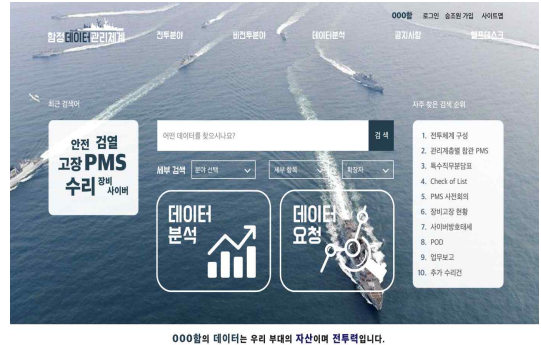 000함 로그인 승조원 가입 사이트맵
함정데이터관리체계 전투분야 비전투분야 데이터분석 공지사항 헬프데스크
최근 검색어
안전 검열
고장 PMS
수리 장비
사이버
어떤 데이터를 찾으시나요? 검 색
세부 검색 분야 선택 세부 항목 확장자
데이터
분석
데이터
요청
자주 찾은 검색 순위
1. 전투체계 구성
2. 관리계층별 함관 PMS
3. 특수직무분담표
4. Check of List
5. PMS 사전회의
6. 장비고장 현황
7. 사이버방호태세
8. POD
9. 업무보고
10. 추가 수리건
000함의 데이터는 우리 부대의 자산이며 전투력입니다.